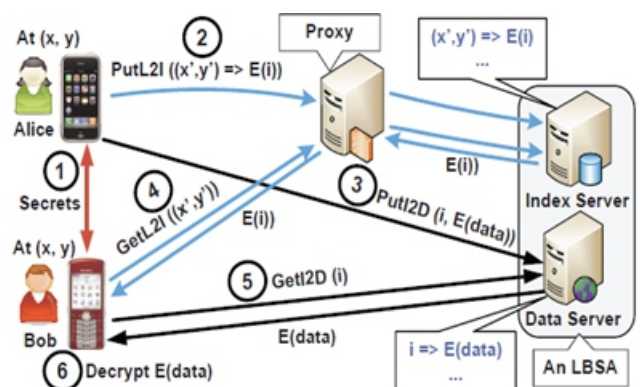 At (x, y)
Alice
2
PutL2I ((x',y') => E(i))
Proxy
(x',y') => E(i)
...
E(i))
Index Server
1
Secrets
4
GetL2I ((x',y'))
E(i))
3
PutI2D (i, E(data))
At (x, y)
Bob
5
GetI2D (i)
E(data)
6
Decrypt E(data)
i => E(data)
...
Data Server
An LBSA